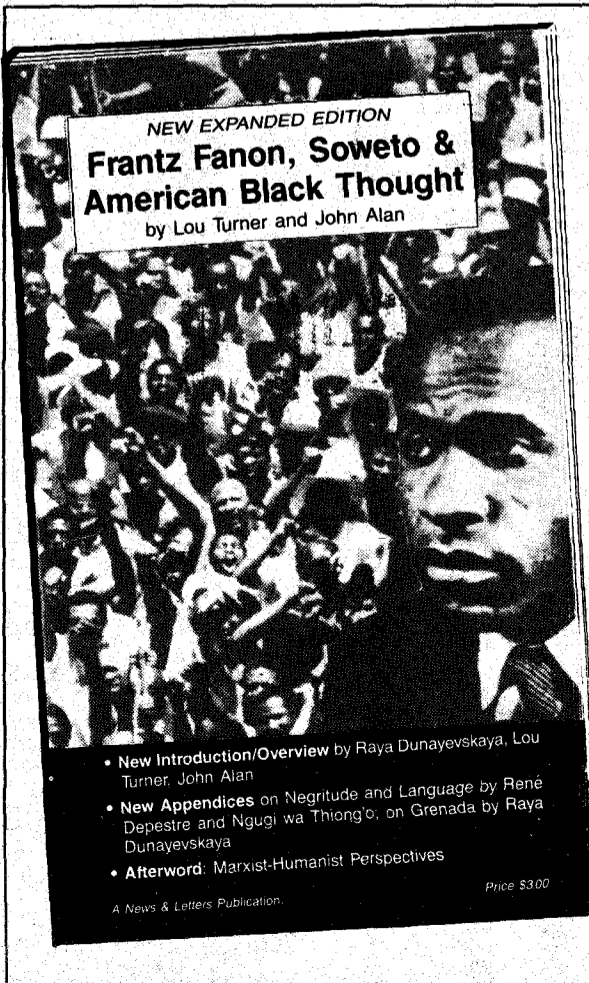 NEW EXPANDED EDITION
Frantz Fanon, Soweto &
American Black Thought
by Lou Turner and John Alan
• New Introduction/Overview by Raya Dunayevskaya, Lou
Turner, John Alan
• New Appendices on Negritude and Language by René
Depestre and Ngugi wa Thiong'o; on Grenada by Raya
Dunayevskaya
• Afterword: Marxist-Humanist Perspectives
A News & Letters Publication.
Price $3.00